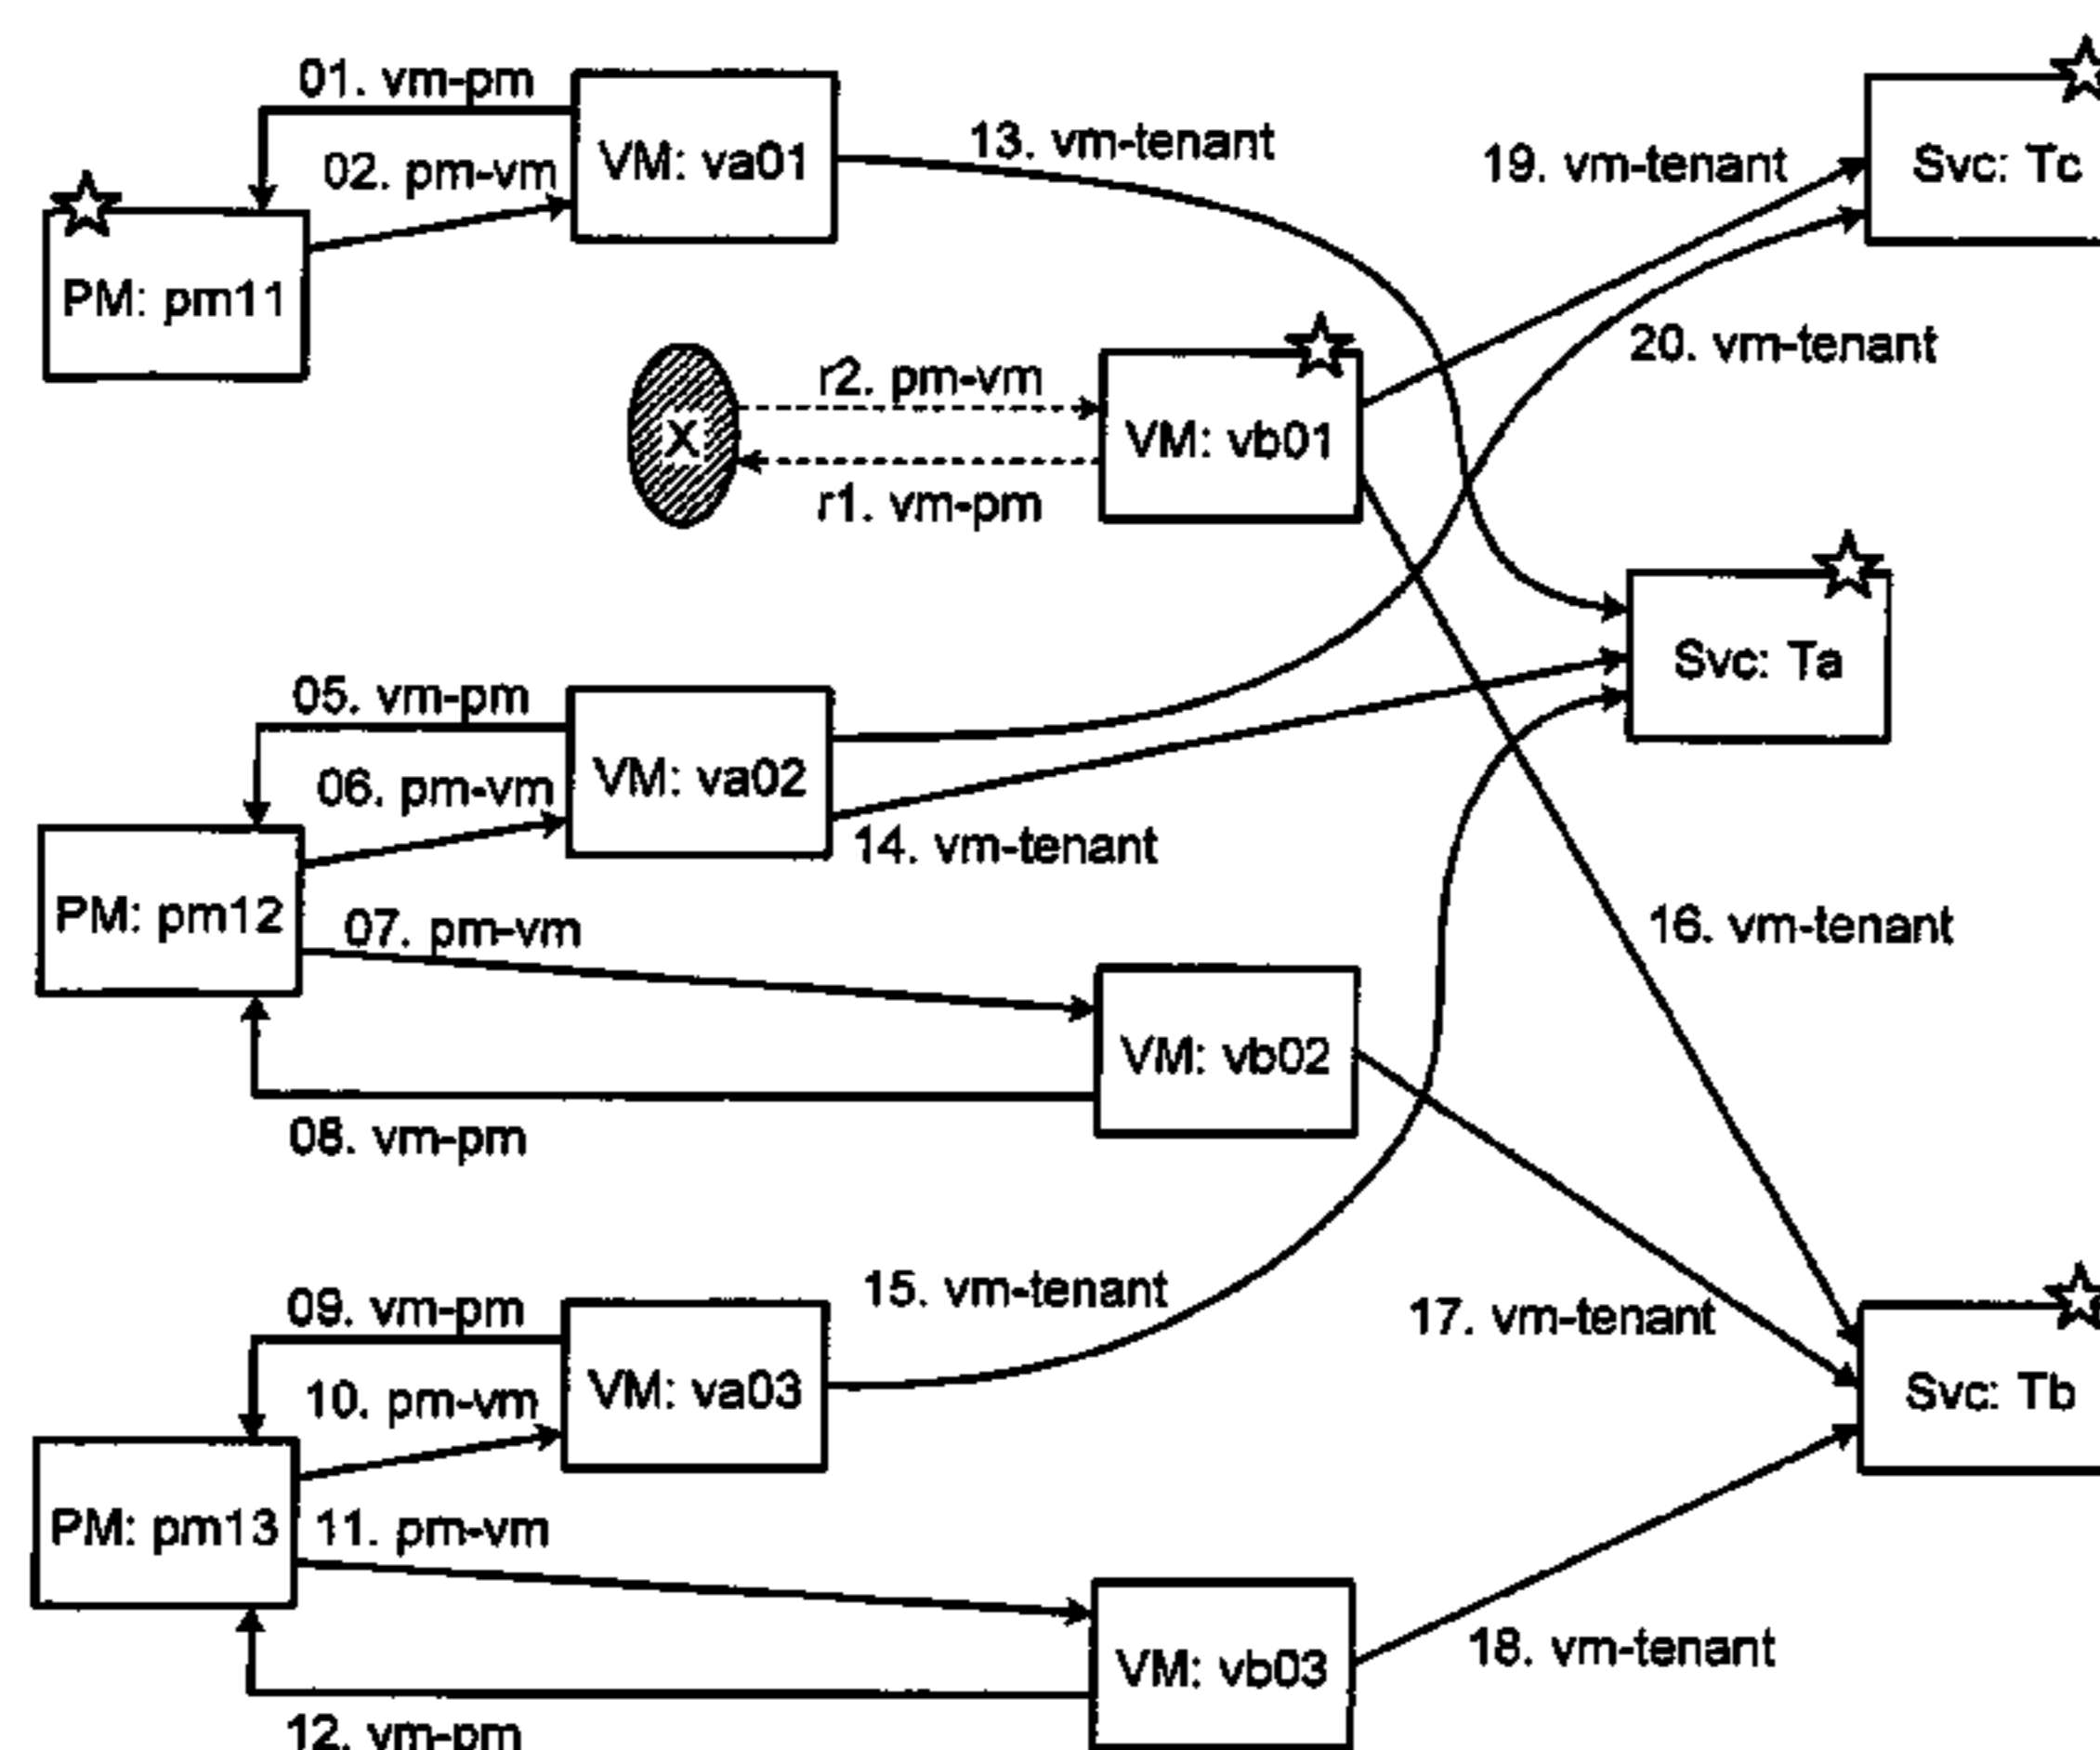 01. vm-pm
VM: va01
13. vm-tenant
19. vm-tenant
Svc: Tc
02. pm-vm
PM: pm11
20. vm-tenant
r2. pm-vm
X
VM: vb01
r1. vm-pm
Svc: Ta
05. vm-pm
VM: va02
06. pm-vm
14. vm-tenant
PM: pm12
07. pm-vm
16. vm-tenant
VM: vb02
08. vm-pm
15. vm-tenant
09. vm-pm
17. vm-tenant
VM: va03
10. pm-vm
Svc: Tb
PM: pm13
11. pm-vm
18. vm-tenant
VM: vb03
12. vm-pm